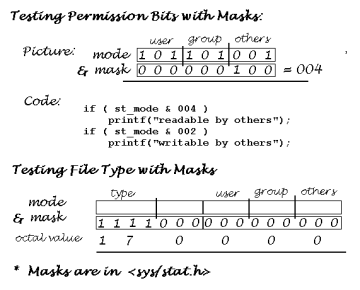 Testing Permission Bits with Masks:
user group others
Picture: mode 1 0 1 1 0 1 0 0 1
& mask 0 0 0 0 0 0 1 0 0 = 004
Code:
if ( st_mode & 004 )
printf("readable by others");
if ( st_mode & 002 )
printf("writable by others");
Testing File Type with Masks
type user group others
mode
& mask 1 1 1 1 0 0 0 0 0 0 0 0 0 0 0 0
octal value 1 7 0 0 0 0
* Masks are in <sys/stat.h>